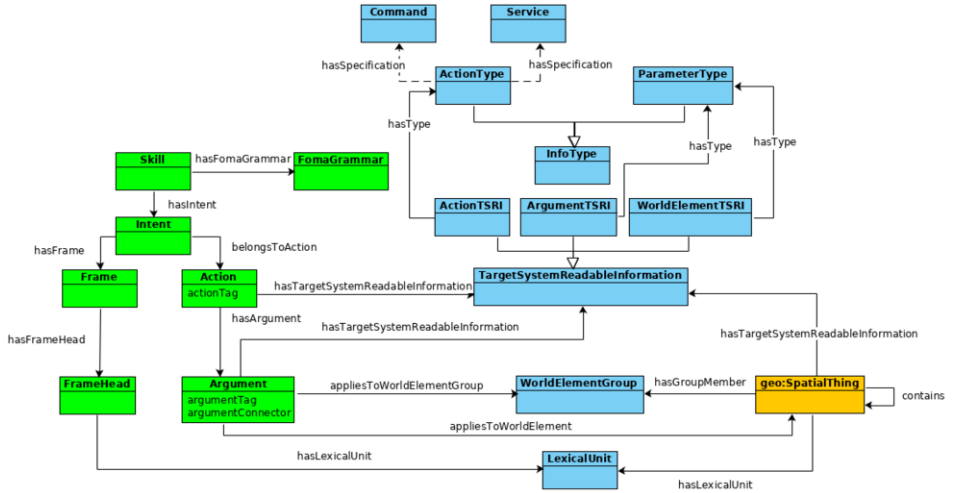 Command
Service
hasSpecification
hasSpecification
ActionType
ParameterType
hasType
hasType
hasType
InfoType
Skill
hasFomaGrammar
FomaGrammar
hasIntent
ActionTSRI
ArgumentTSRI
WorldElementTSRI
Intent
hasFrame
belongsToAction
Frame
Action
actionTag
hasTargetSystemReadableInformation
TargetSystemReadableInformation
hasArgument
hasTargetSystemReadableInformation
hasTargetSystemReadableInformation
hasFrameHead
FrameHead
Argument
argumentTag
argumentConnector
appliesToWorldElementGroup
WorldElementGroup
hasGroupMember
geo:SpatialThing
contains
appliesToWorldElement
hasLexicalUnit
LexicalUnit
hasLexicalUnit